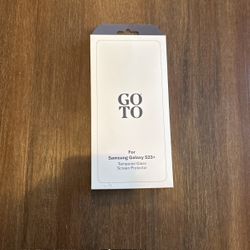 GO
TO
For
Samsung Galaxy S23+
Tempered Glass
Screen Protector